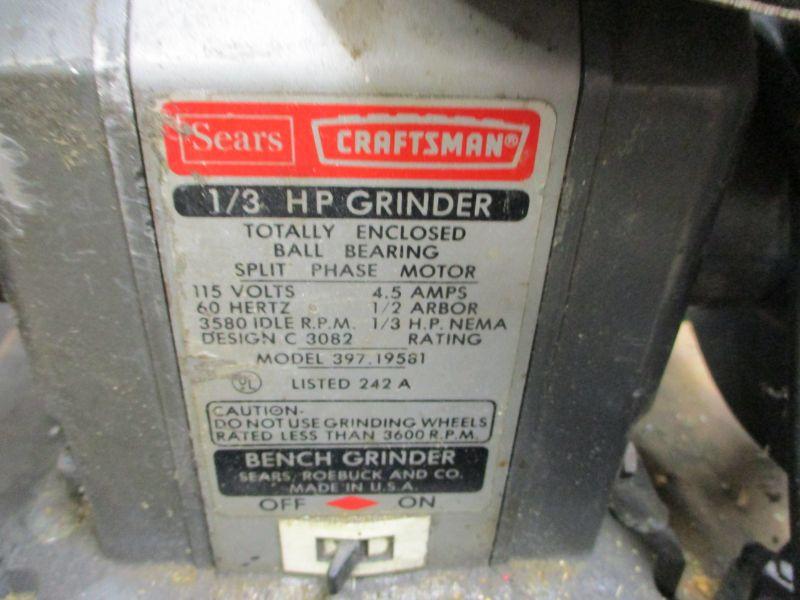 Sears CRAFTSMAN®
1/3 HP GRINDER
TOTALLY ENCLOSED
BALL BEARING
SPLIT PHASE MOTOR
115 VOLTS 4.5 AMPS
60 HERTZ 1/2 ARBOR
3580 IDLE R.P.M. 1/3 H.P. NEMA
DESIGN C 3082 RATING
MODEL 397.19581
UL LISTED 242 A
CAUTION-
DO NOT USE GRINDING WHEELS
RATED LESS THAN 3600 R.P.M.
BENCH GRINDER
SEARS, ROEBUCK AND CO.
MADE IN U.S.A.
OFF ON